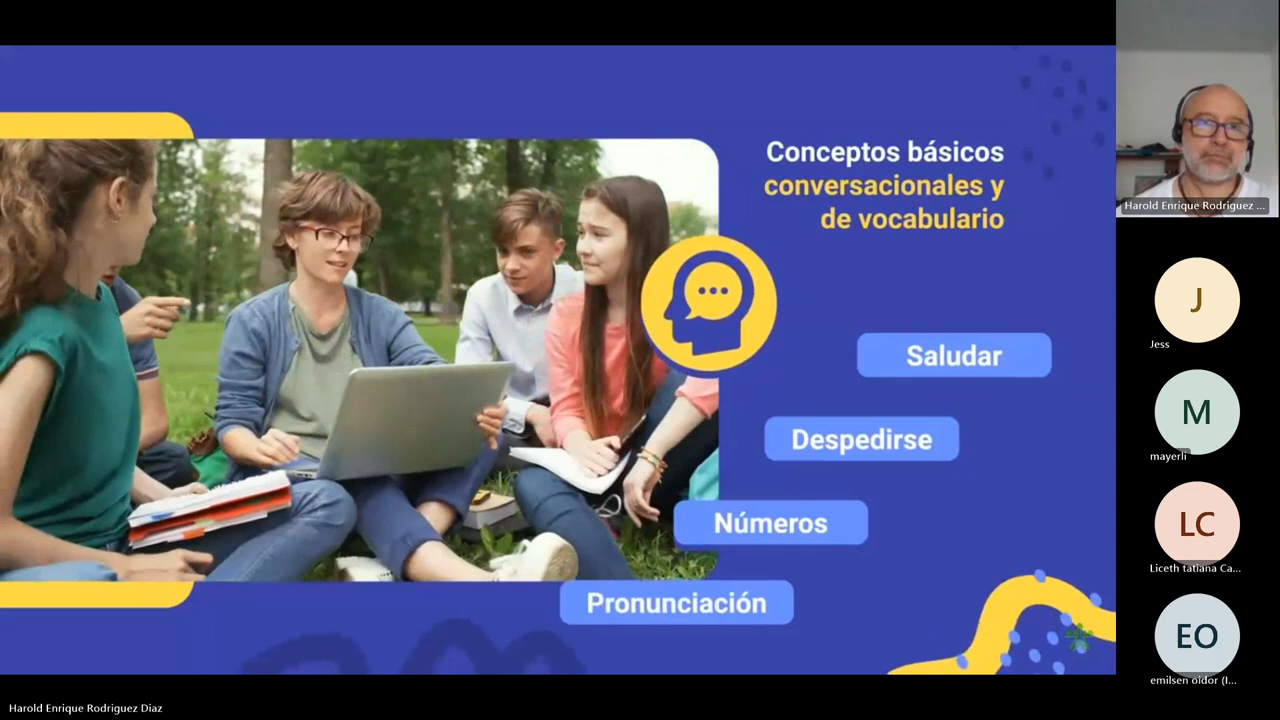 Conceptos básicos
conversacionales y
de vocabulario
Saludar
Despedirse
Números
Pronunciación
Harold Enrique Rodriguez ...
J
Jess
M
mayerli
LC
Liceth tatiana Ca...
EO
emilsen oidor (I...
Harold Enrique Rodriguez Diaz